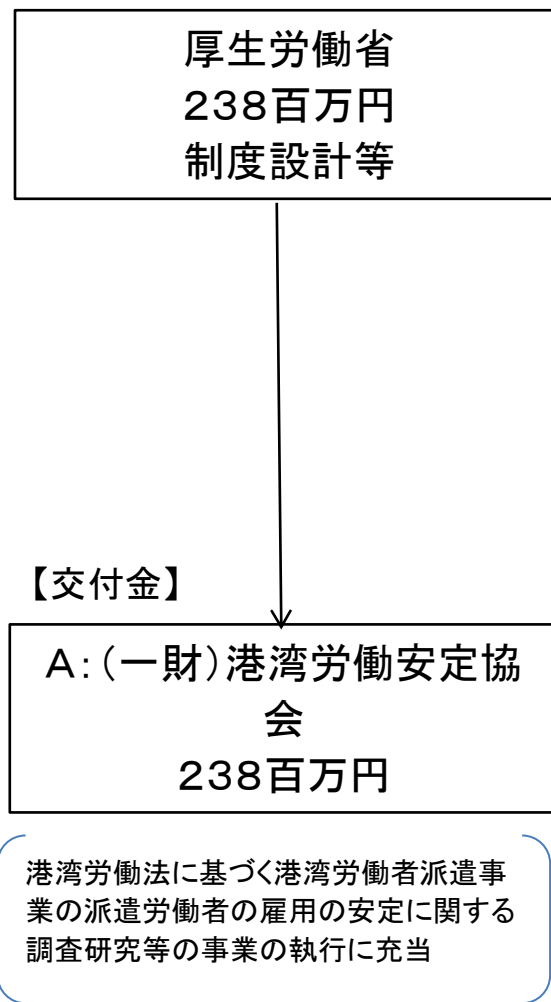 厚生労働省
２３８百万円
制度設計等
【交付金】
Ａ：（一財）港湾労働安定協
会
２３８百万円
港湾労働法に基づく港湾労働者派遣事
業の派遣労働者の雇用の安定に関する
調査研究等の事業の執行に充当